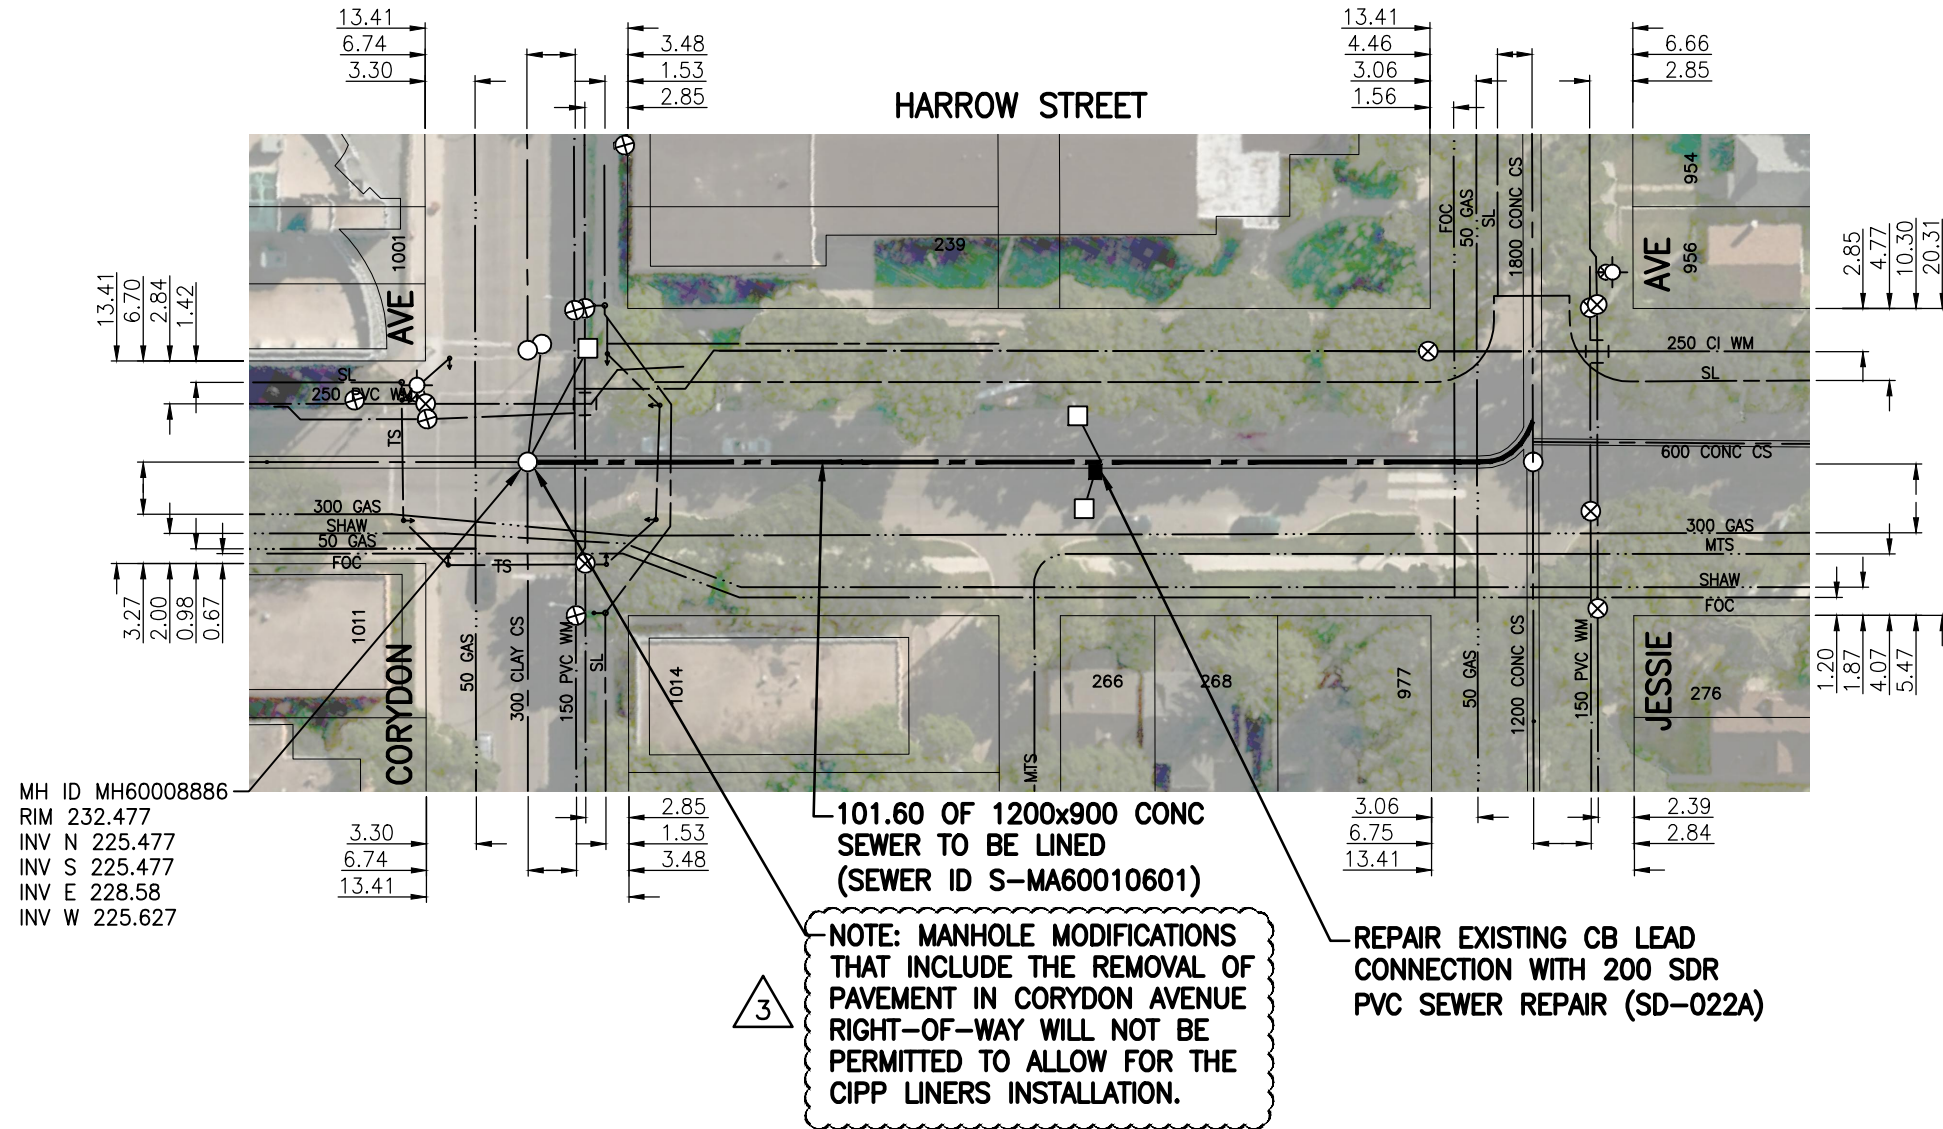 13.41
6.74
3.30
3.48
1.53
2.85
HARROW STREET
13.41
4.46
3.06
1.56
6.66
2.85
13.41
6.70
2.84
1.42
1001
AVE
239
FOC
50 GAS
SL
1800 CONC CS
AVE
954
956
2.85
4.77
10.30
20.31
SL
250 PVC WM
TS
250 CI WM
SL
600 CONC CS
300 GAS
SHAW
50 GAS
FOC
TS
300 GAS
MTS
SHAW
FOC
3.27
2.00
0.98
0.67
1011
CORYDON
50 GAS
300 CLAY CS
150 PVC WM
SL
1014
MTS
266
268
977
50 GAS
1200 CONC CS
150 PVC WM
JESSIE
276
1.20
1.87
4.07
5.47
MH ID MH60008886
RIM 232.477
INV N 225.477
INV S 225.477
INV E 228.58
INV W 225.627
3.30
6.74
13.41
2.85
1.53
3.48
101.60 OF 1200x900 CONC
SEWER TO BE LINED
(SEWER ID S-MA60010601)
3.06
6.75
13.41
2.39
2.84
3
NOTE: MANHOLE MODIFICATIONS
THAT INCLUDE THE REMOVAL OF
PAVEMENT IN CORYDON AVENUE
RIGHT-OF-WAY WILL NOT BE
PERMITTED TO ALLOW FOR THE
CIPP LINERS INSTALLATION.
REPAIR EXISTING CB LEAD
CONNECTION WITH 200 SDR
PVC SEWER REPAIR (SD-022A)